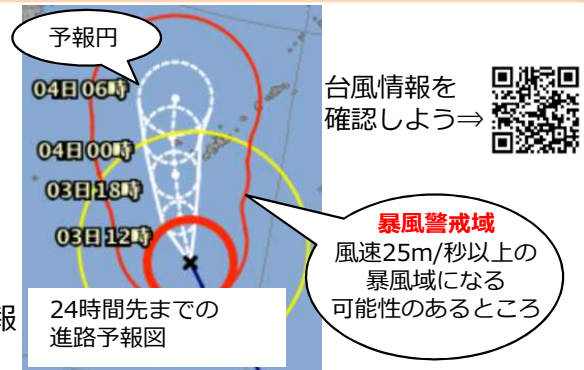 予報円
04日06時
04日00時
03日18時
03日12時
台風情報を
確認しよう⇒
暴風警戒域
風速25m/秒以上の
暴風域になる
可能性のあるところ
報
24時間先までの
進路予報図